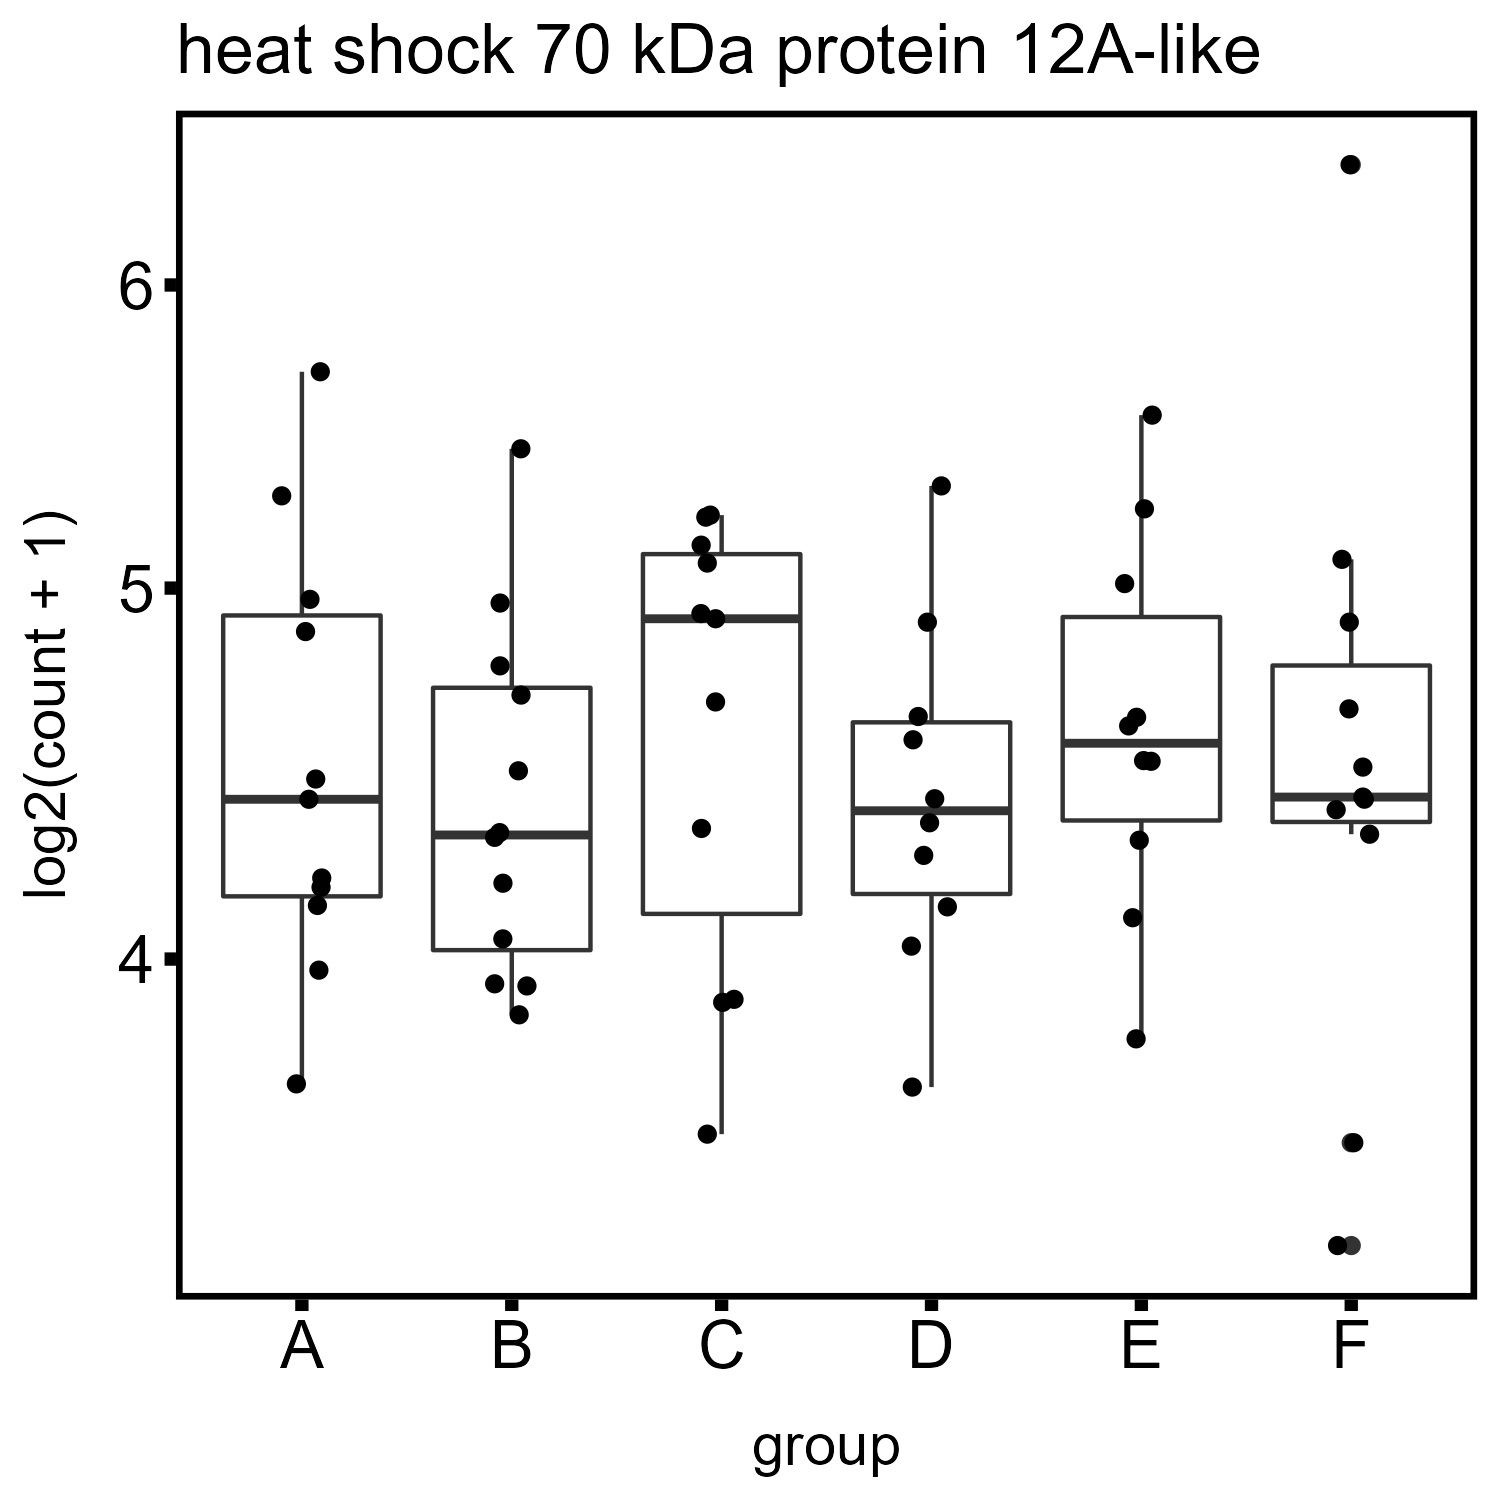 heat shock 70 kDa protein 12A-like
log2(count + 1)
6
5
4
A B C D E F
group